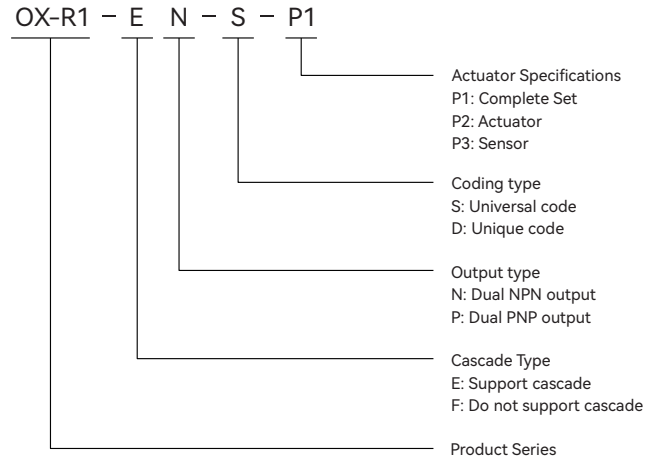 OX-R1 – E N – S – P1
Actuator Specifications
P1: Complete Set
P2: Actuator
P3: Sensor
Coding type
S: Universal code
D: Unique code
Output type
N: Dual NPN output
P: Dual PNP output
Cascade Type
E: Support cascade
F: Do not support cascade
Product Series